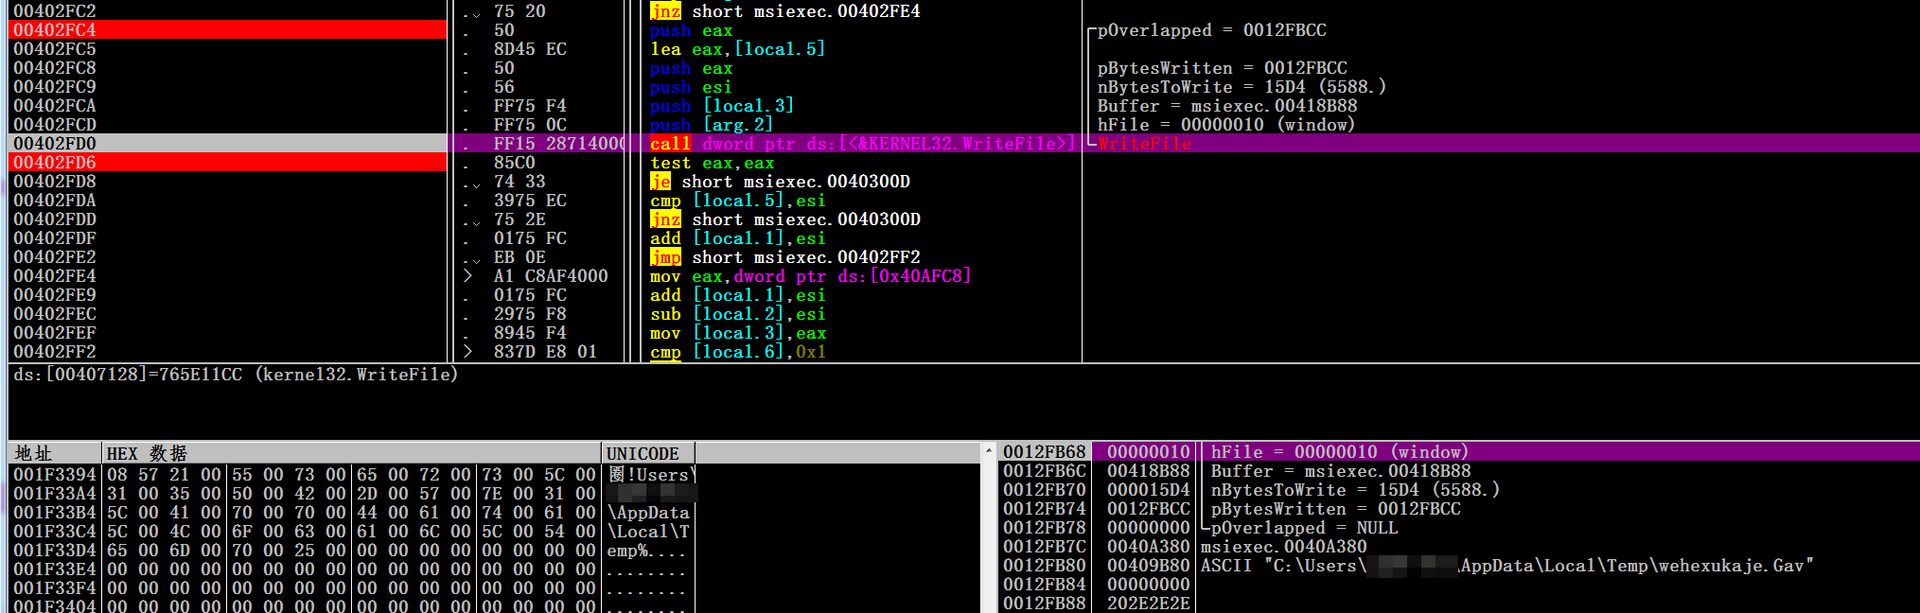 00402FC2 .⌄ 75 20 jnz short msiexec.00402FE4
00402FC4 . 50 push eax pOverlapped = 0012FBCC
00402FC5 . 8D45 EC lea eax,[local.5]
00402FC8 . 50 push eax pBytesWritten = 0012FBCC
00402FC9 . 56 push esi nBytesToWrite = 15D4 (5588.)
00402FCA . FF75 F4 push [local.3] Buffer = msiexec.00418B88
00402FCD . FF75 0C push [arg.2] hFile = 00000010 (window)
00402FD0 . FF15 28714000 call dword ptr ds:[<&KERNEL32.WriteFile>] WriteFile
00402FD6 . 85C0 test eax,eax
00402FD8 .⌄ 74 33 je short msiexec.0040300D
00402FDA . 3975 EC cmp [local.5],esi
00402FDD .⌄ 75 2E jnz short msiexec.0040300D
00402FDF . 0175 FC add [local.1],esi
00402FE2 .⌄ EB 0E jmp short msiexec.00402FF2
00402FE4 > A1 C8AF4000 mov eax,dword ptr ds:[0x40AFC8]
00402FE9 . 0175 FC add [local.1],esi
00402FEC . 2975 F8 sub [local.2],esi
00402FEF . 8945 F4 mov [local.3],eax
00402FF2 > 837D E8 01 cmp [local.6],0x1
ds:[00407128]=765E11CC (kernel32.WriteFile)
地址 HEX 数据 UNICODE
001F3394 08 57 21 00 55 00 73 00 65 00 72 00 73 00 5C 00 圈!Users\
001F33A4 31 00 35 00 50 00 42 00 2D 00 57 00 7E 00 31 00
001F33B4 5C 00 41 00 70 00 70 00 44 00 61 00 74 00 61 00 \AppData
001F33C4 5C 00 4C 00 6F 00 63 00 61 00 6C 00 5C 00 54 00 \Local\T
001F33D4 65 00 6D 00 70 00 25 00 00 00 00 00 00 00 00 00 emp%....
001F33E4 00 00 00 00 00 00 00 00 00 00 00 00 00 00 00 00 ........
001F33F4 00 00 00 00 00 00 00 00 00 00 00 00 00 00 00 00 ........
001F3404 00 00 00 00 00 00 00 00 00 00 00 00 00 00 00 00 ........
0012FB68 00000010 hFile = 00000010 (window)
0012FB6C 00418B88 Buffer = msiexec.00418B88
0012FB70 000015D4 nBytesToWrite = 15D4 (5588.)
0012FB74 0012FBCC pBytesWritten = 0012FBCC
0012FB78 00000000 pOverlapped = NULL
0012FB7C 0040A380 msiexec.0040A380
0012FB80 00409B80 ASCII "C:\Users\ \AppData\Local\Temp\wehexukaje.Gav"
0012FB84 00000000
0012FB88 202E2E2E